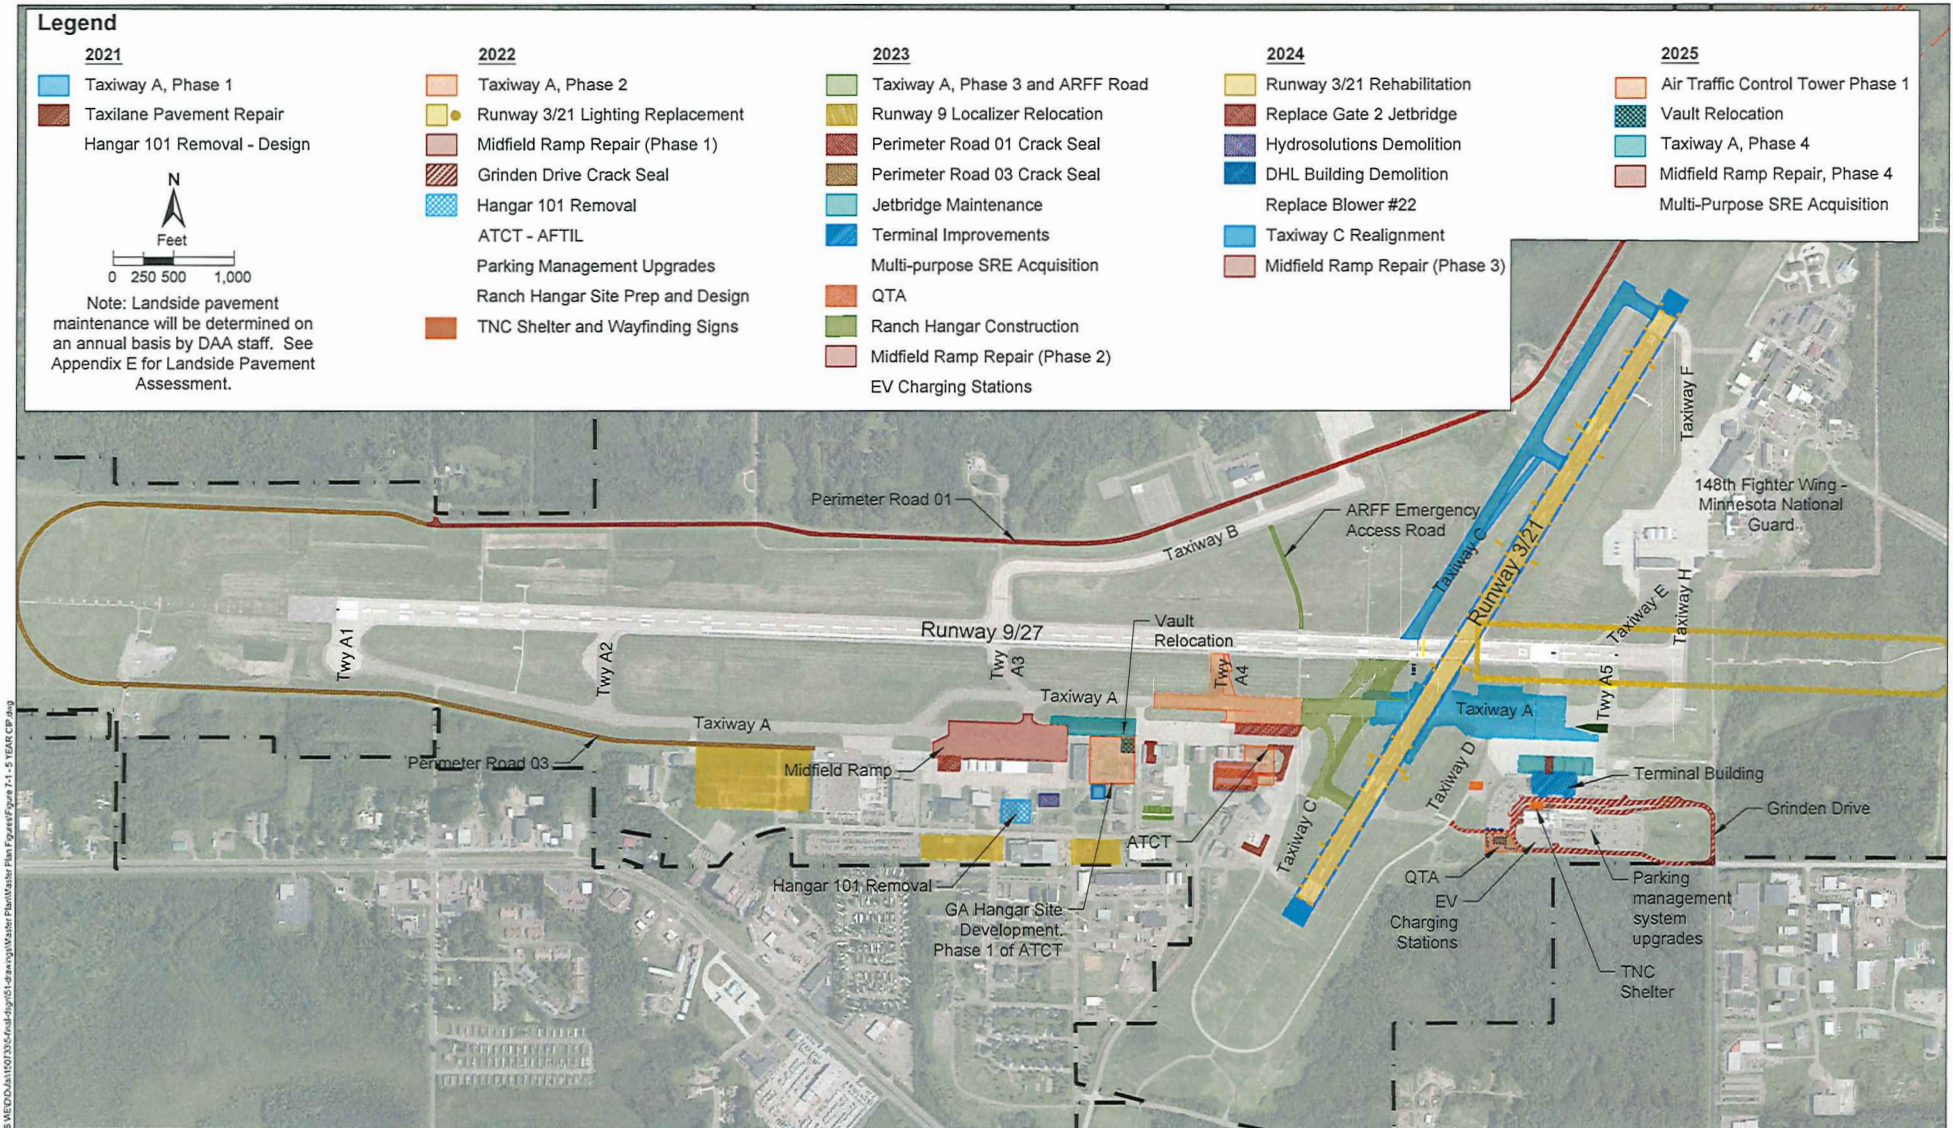 Legend
2021
Taxiway A, Phase 1
Taxilane Pavement Repair
Hangar 101 Removal - Design
N
Feet
0 250 500 1,000
Note: Landside pavement
maintenance will be determined on
an annual basis by DAA staff. See
Appendix E for Landside Pavement
Assessment.
2022
Taxiway A, Phase 2
Runway 3/21 Lighting Replacement
Midfield Ramp Repair (Phase 1)
Grinden Drive Crack Seal
Hangar 101 Removal
ATCT - AFTIL
Parking Management Upgrades
Ranch Hangar Site Prep and Design
TNC Shelter and Wayfinding Signs
2023
Taxiway A, Phase 3 and ARFF Road
Runway 9 Localizer Relocation
Perimeter Road 01 Crack Seal
Perimeter Road 03 Crack Seal
Jetbridge Maintenance
Terminal Improvements
Multi-purpose SRE Acquisition
QTA
Ranch Hangar Construction
Midfield Ramp Repair (Phase 2)
EV Charging Stations
2024
Runway 3/21 Rehabilitation
Replace Gate 2 Jetbridge
Hydrosolutions Demolition
DHL Building Demolition
Replace Blower #22
Taxiway C Realignment
Midfield Ramp Repair (Phase 3)
2025
Air Traffic Control Tower Phase 1
Vault Relocation
Taxiway A, Phase 4
Midfield Ramp Repair, Phase 4
Multi-Purpose SRE Acquisition
Taxiway F
148th Fighter Wing -
Minnesota National
Guard
Perimeter Road 01
ARFF Emergency
Access Road
Taxiway B
Taxiway C
Runway 3/21
Taxiway E
Taxiway H
Runway 9/27
Vault
Relocation
Twy A1
Twy A2
Twy
A3
Twy
A4
Twy A5
Taxiway A
Taxiway A
Taxiway A
Perimeter Road 03
Midfield Ramp
Taxiway D
Terminal Building
Grinden Drive
Taxiway C
ATCT
Hangar 101 Removal
GA Hangar Site
Development.
Phase 1 of ATCT
QTA
EV
Charging
Stations
Parking
management
system
upgrades
TNC
Shelter